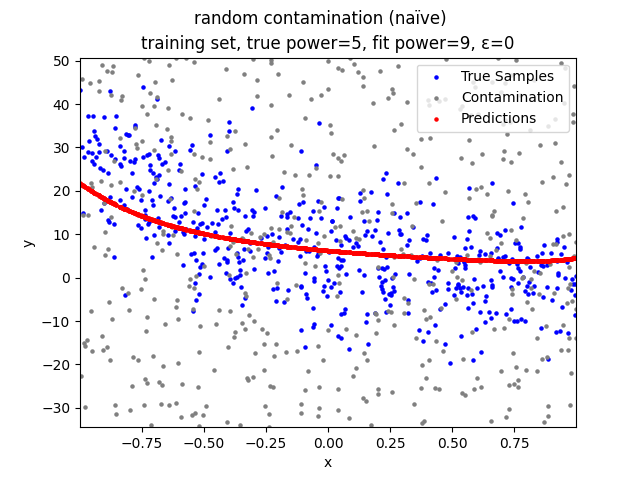 random contamination (naïve)
training set, true power=5, fit power=9, ε=0
True Samples
Contamination
Predictions
50
40
30
20
10
0
−10
−20
−30
y
−0.75 −0.50 −0.25 0.00 0.25 0.50 0.75
x